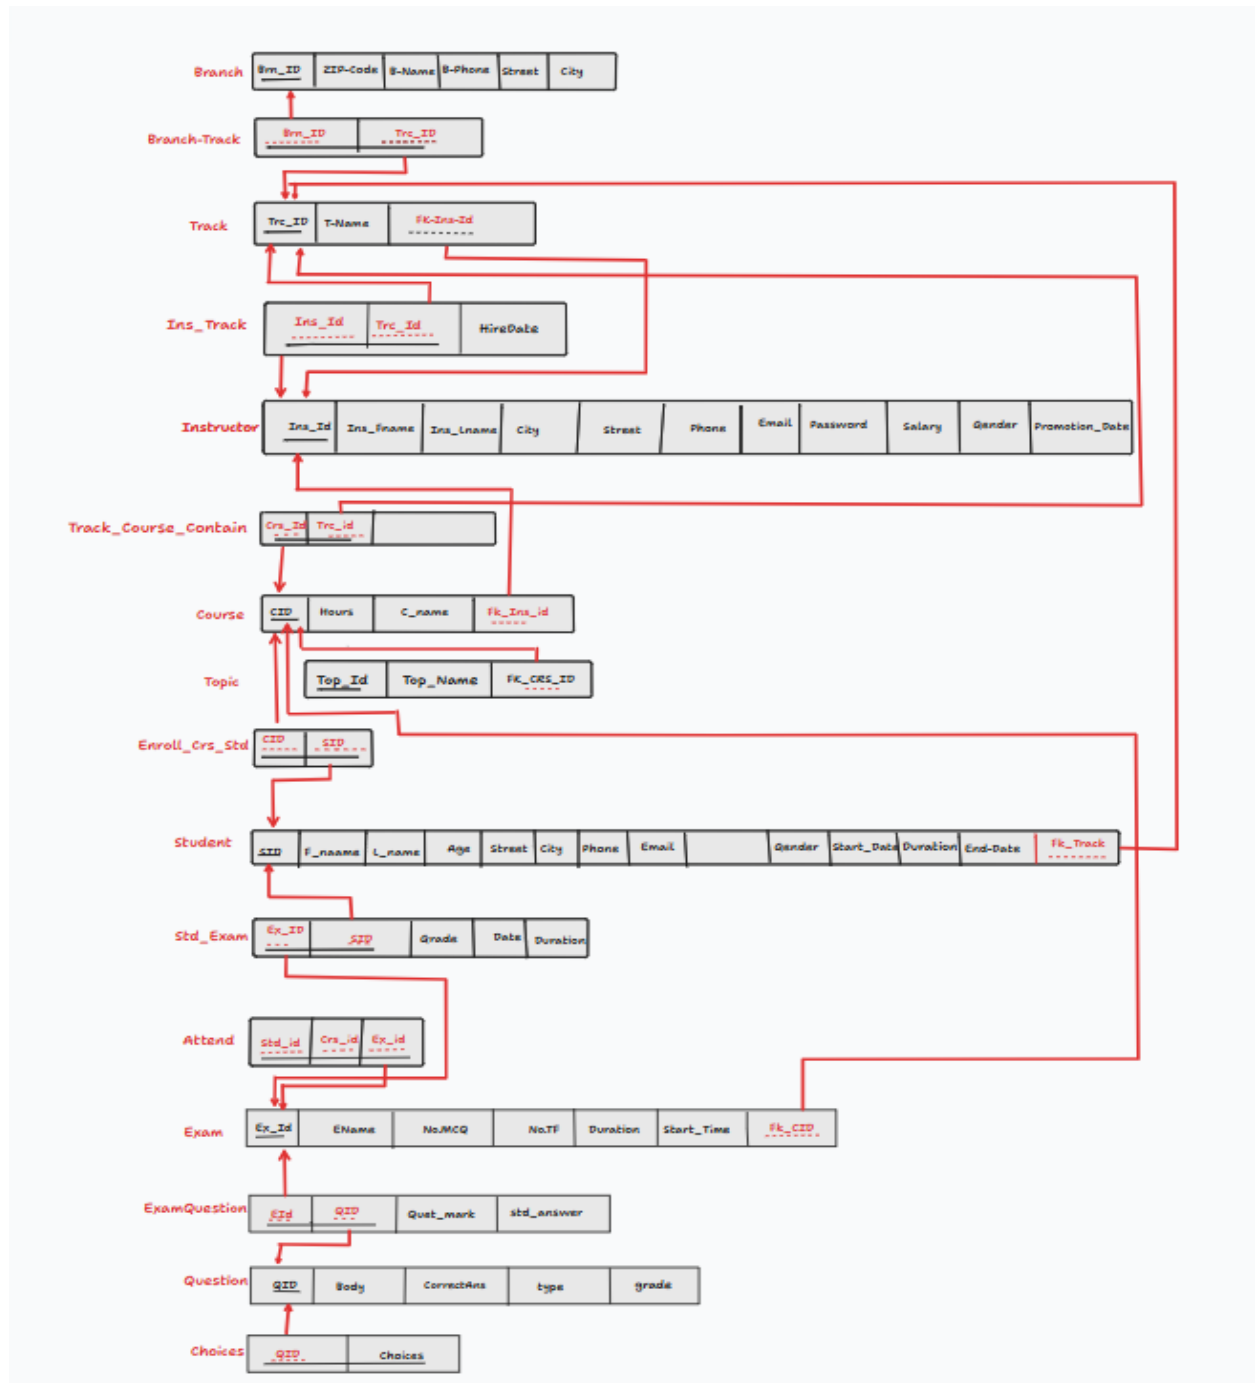 Branch Brn_ID ZIP-Code B-Name B-Phone Street City
Branch-Track Brn_ID Trc_ID
Track Trc_ID T-Name FK-Ins-Id
Ins_Track Ins_Id Trc_Id HireDate
Instructor Ins_Id Ins_Fname Ins_Lname City Street Phone Email Password Salary Gender Promotion_Date
Track_Course_Contain Crs_Id Trc_id
Course CID Hours C_name Fk_Ins_id
Topic Top_Id Top_Name FK_CRS_ID
Enroll_Crs_Std CID SID
Student SID F_naame L_name Age Street City Phone Email Gender Start_Date Duration End-Date Fk_Track
Std_Exam Ex_ID SID Grade Date Duration
Attend Std_id Crs_id Ex_id
Exam Ex_Id EName No.MCQ No.TF Duration Start_Time Fk_CID
ExamQuestion EId QID Quet_mark std_answer
Question QID Body CorrectAns type grade
Choices QID Choices